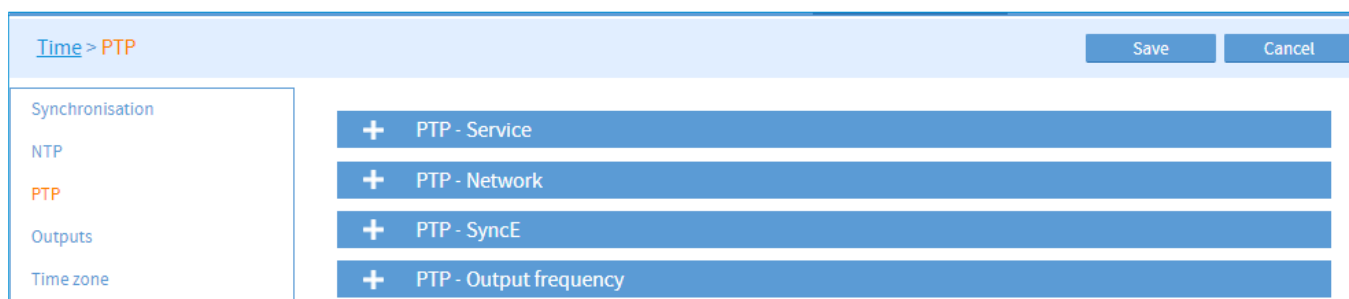 Time > PTP
Save
Cancel
Synchronisation
NTP
PTP
Outputs
Time zone
PTP - Service
PTP - Network
PTP - SyncE
PTP - Output frequency